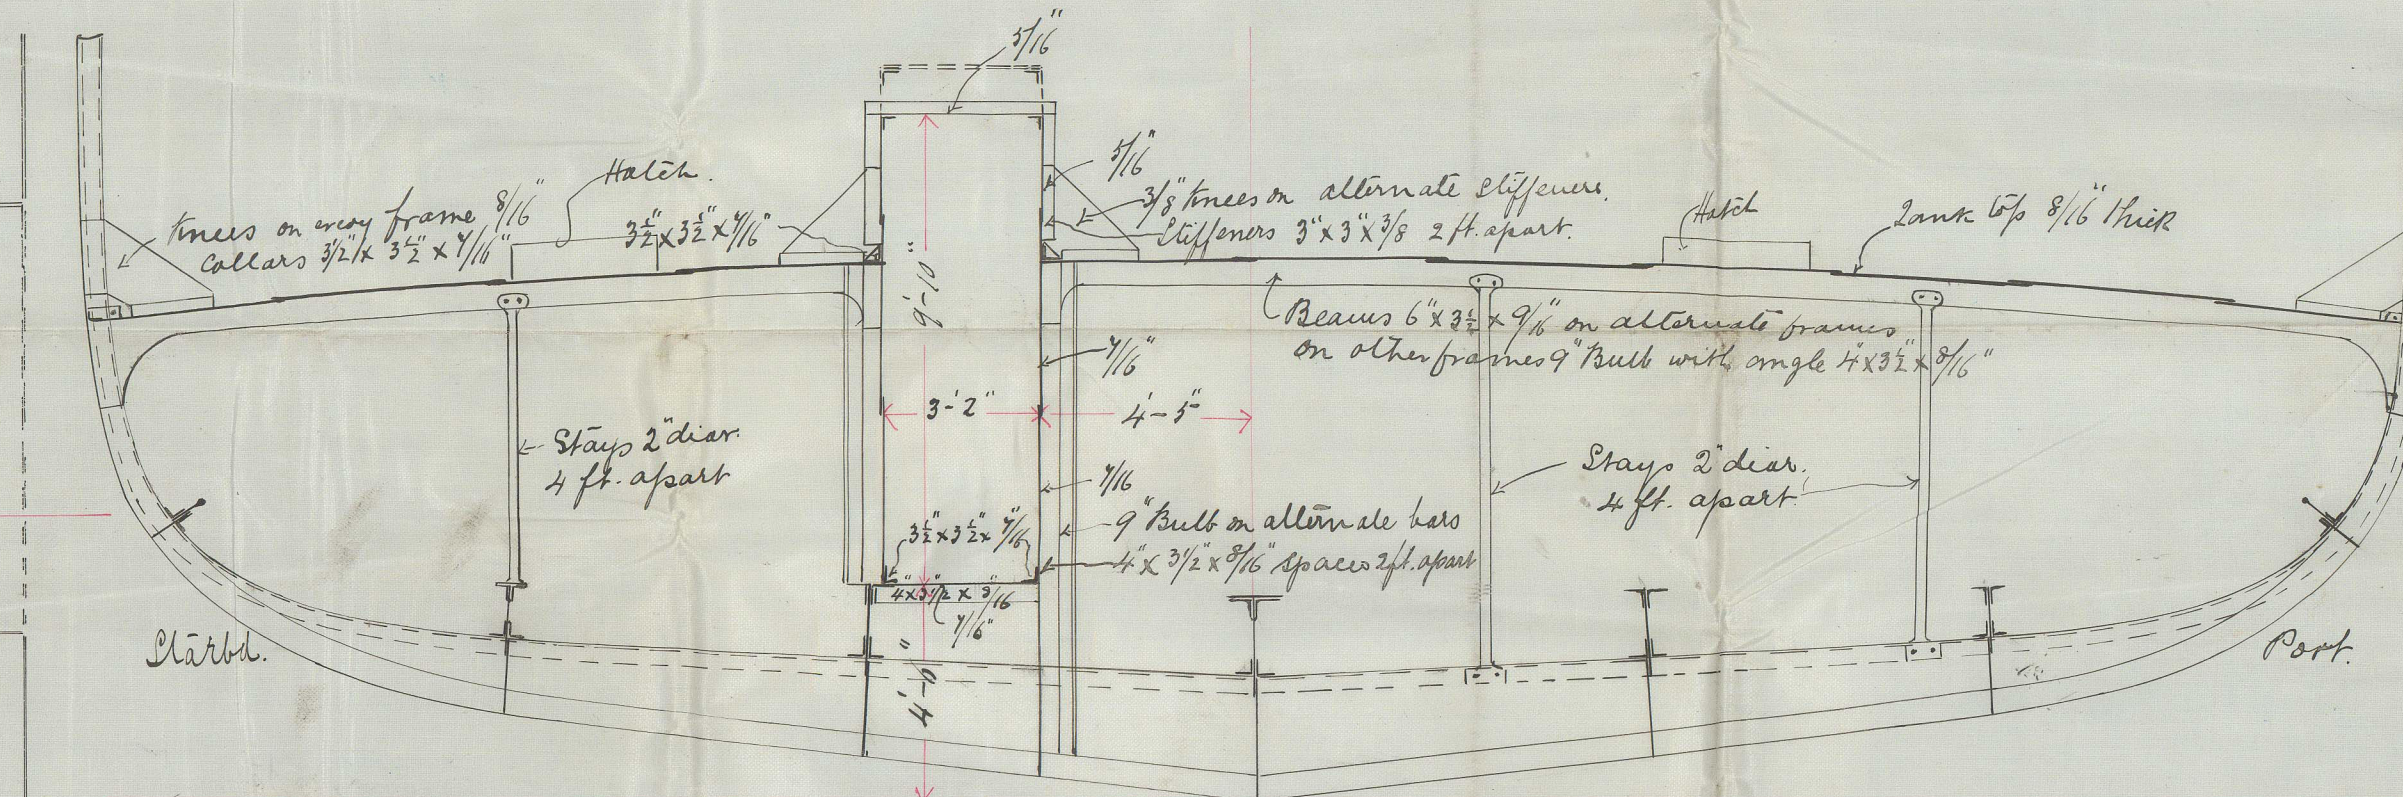 5/16"
Hatch.
Knees on every frame 8/16"
Collars 3½" x 3½" x 7/16"
3½" x 3½" x 7/16"
5/16"
3/8" knees on alternate stiffeners.
Stiffeners 3" x 3" x 3/8 2 ft. apart.
Hatch
Tank top 8/16" thick
9'-10"
Beams 6" x 3½ x 9/16" on alternate frames
on other frames 9" Bulb with angle 4" x 3½" x 8/16"
7/16"
3'-2"
4'-5"
Stays 2" diar.
4 ft. apart
Stays 2" diar.
4 ft. apart.
7/16
9" Bulb on alternate bars
4" x 3½" x 8/16" spaces 2 ft. apart
3½" x 3½" x 7/16"
4" x 3½ x 8/16
7/16"
4'-6"
Starbd.
Port.